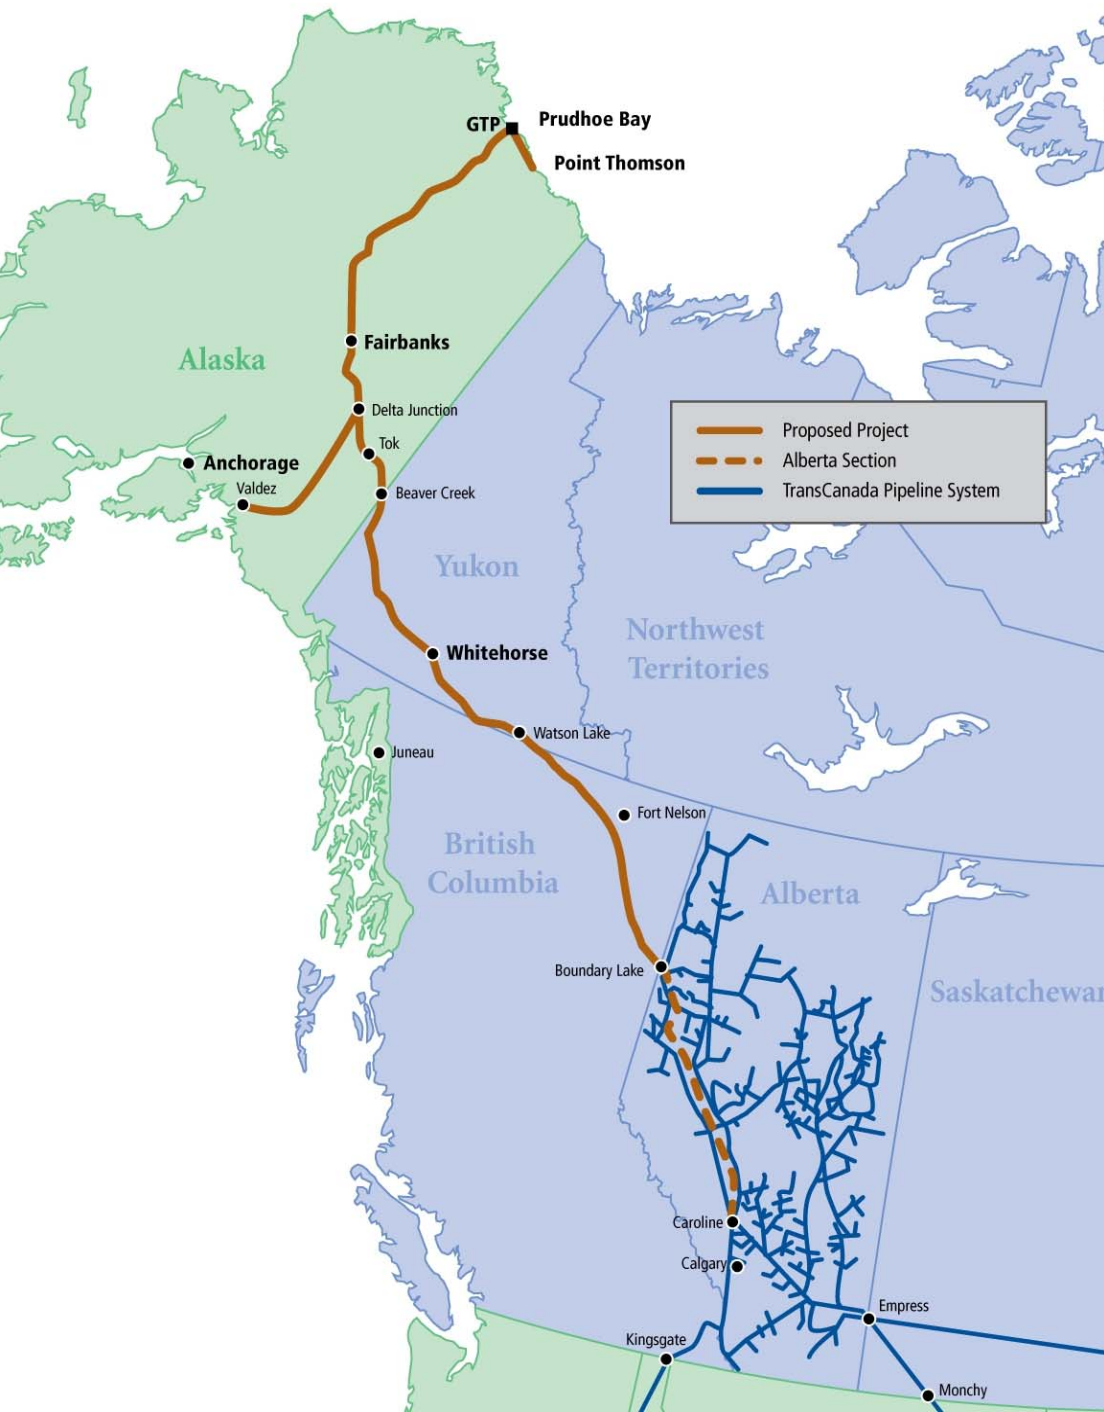 GTP
Prudhoe Bay
Point Thomson
Fairbanks
Alaska
Delta Junction
Tok
Anchorage
Valdez
Beaver Creek
Proposed Project
Alberta Section
TransCanada Pipeline System
Yukon
Northwest
Territories
Whitehorse
Watson Lake
Juneau
Fort Nelson
British
Columbia
Alberta
Boundary Lake
Saskatchewan
Caroline
Calgary
Empress
Kingsgate
Monchy